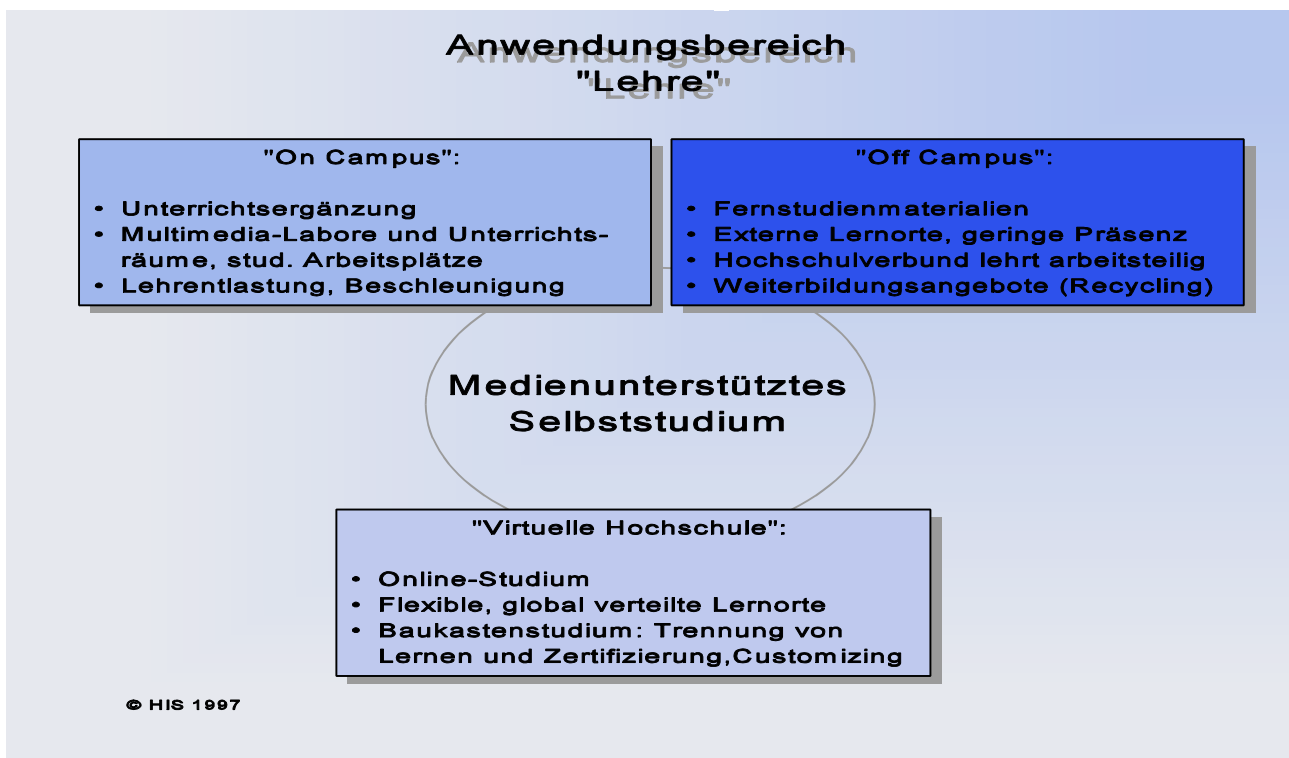 Anwendungsbereich
"Lehre"
"On Campus":
• Unterrichtsergänzung
• Multimedia-Labore und Unterrichts-
räume, stud. Arbeitsplätze
• Lehrentlastung, Beschleunigung
"Off Campus":
• Fernstudienmaterialien
• Externe Lernorte, geringe Präsenz
• Hochschulverbund lehrt arbeitsteilig
• Weiterbildungsangebote (Recycling)
Medienunterstütztes
Selbststudium
"Virtuelle Hochschule":
• Online-Studium
• Flexible, global verteilte Lernorte
• Baukastenstudium: Trennung von
Lernen und Zertifizierung,Customizing
© HIS 1997